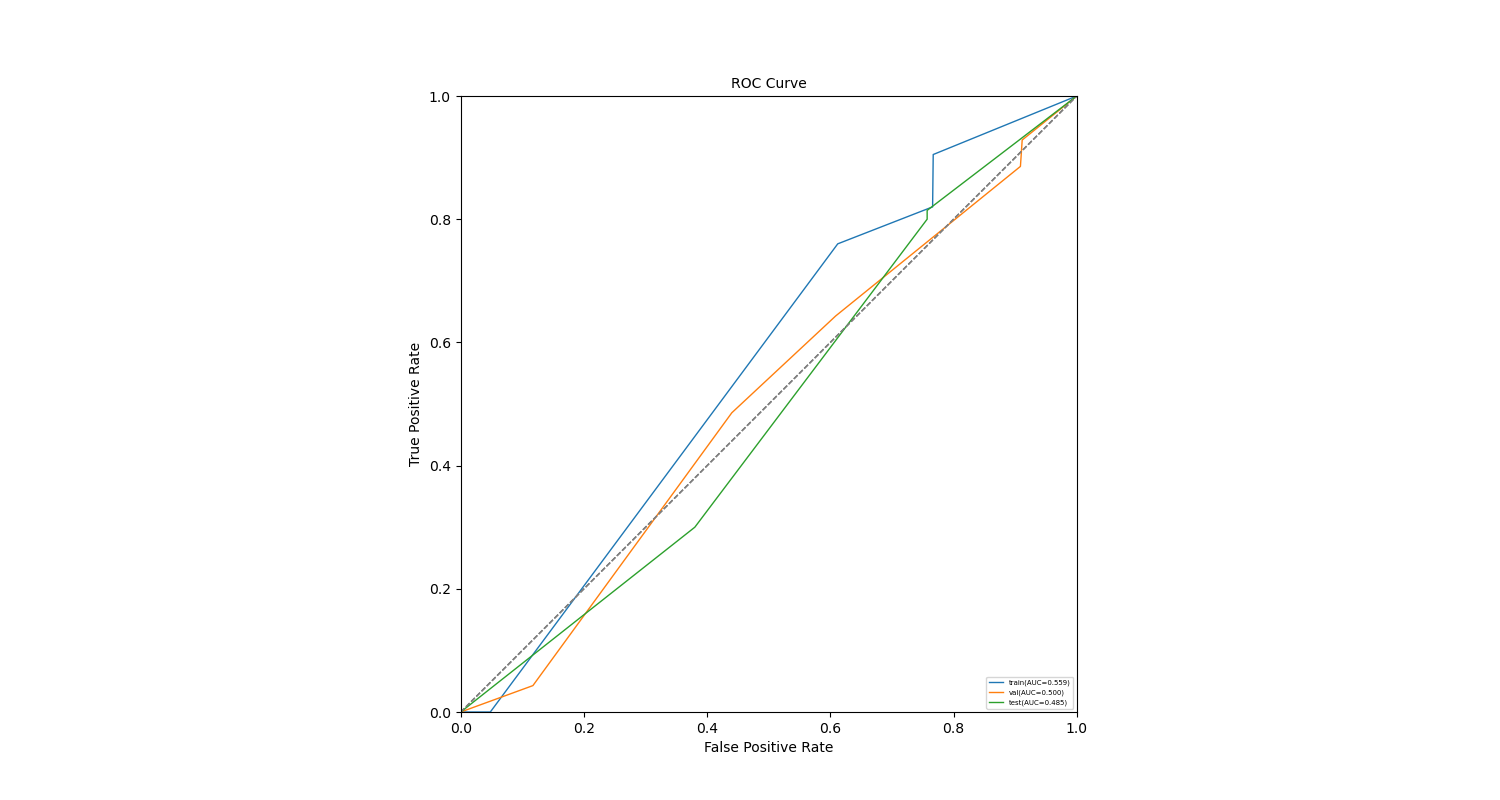 ROC Curve
1.0
0.8
0.6
0.4
0.2
0.0
True Positive Rate
0.0 0.2 0.4 0.6 0.8 1.0
False Positive Rate
train(AUC=0.559)
val(AUC=0.500)
test(AUC=0.485)